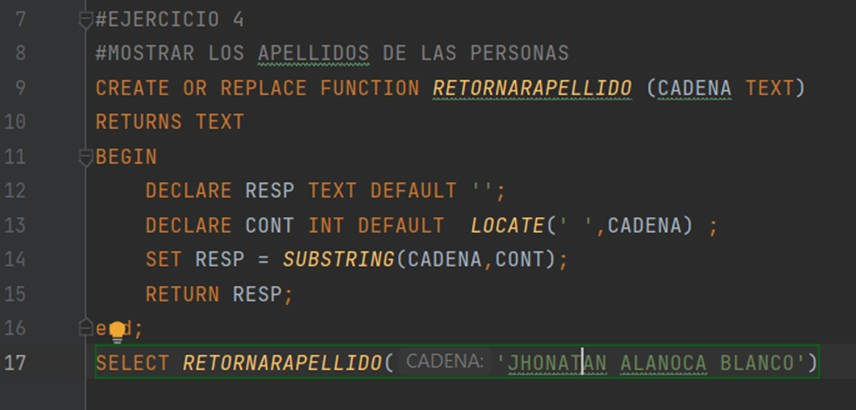 7 #EJERCICIO 4
8 #MOSTRAR LOS APELLIDOS DE LAS PERSONAS
9 CREATE OR REPLACE FUNCTION RETORNARAPELLIDO (CADENA TEXT)
10 RETURNS TEXT
11 BEGIN
12 DECLARE RESP TEXT DEFAULT '';
13 DECLARE CONT INT DEFAULT  LOCATE(' ',CADENA) ;
14 SET RESP = SUBSTRING(CADENA,CONT);
15 RETURN RESP;
16 end;
17 SELECT RETORNARAPELLIDO( CADENA: 'JHONATAN ALANOCA BLANCO')